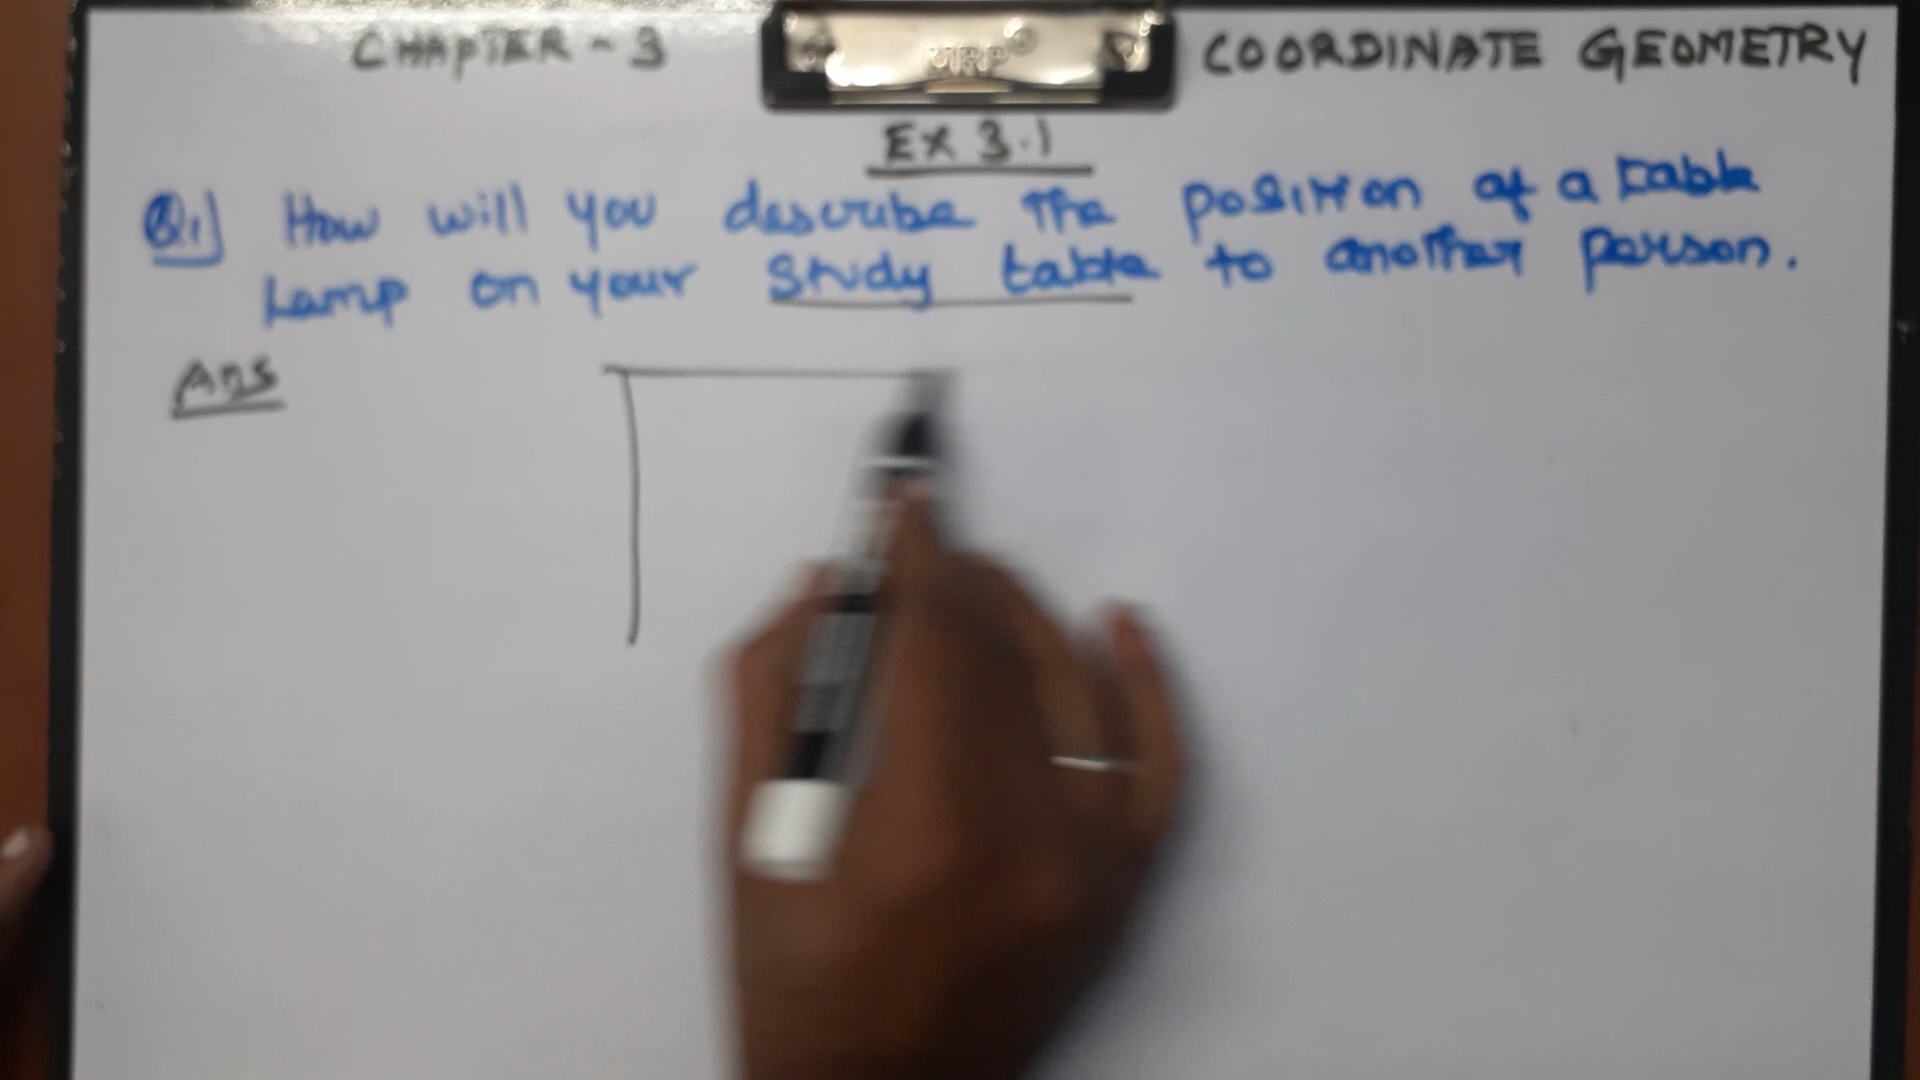 CHAPTER - 3
COORDINATE GEOMETRY
EX 3.1
Q1) How will you describe the position of a table
Lamp on your Study table to another person.
Ans